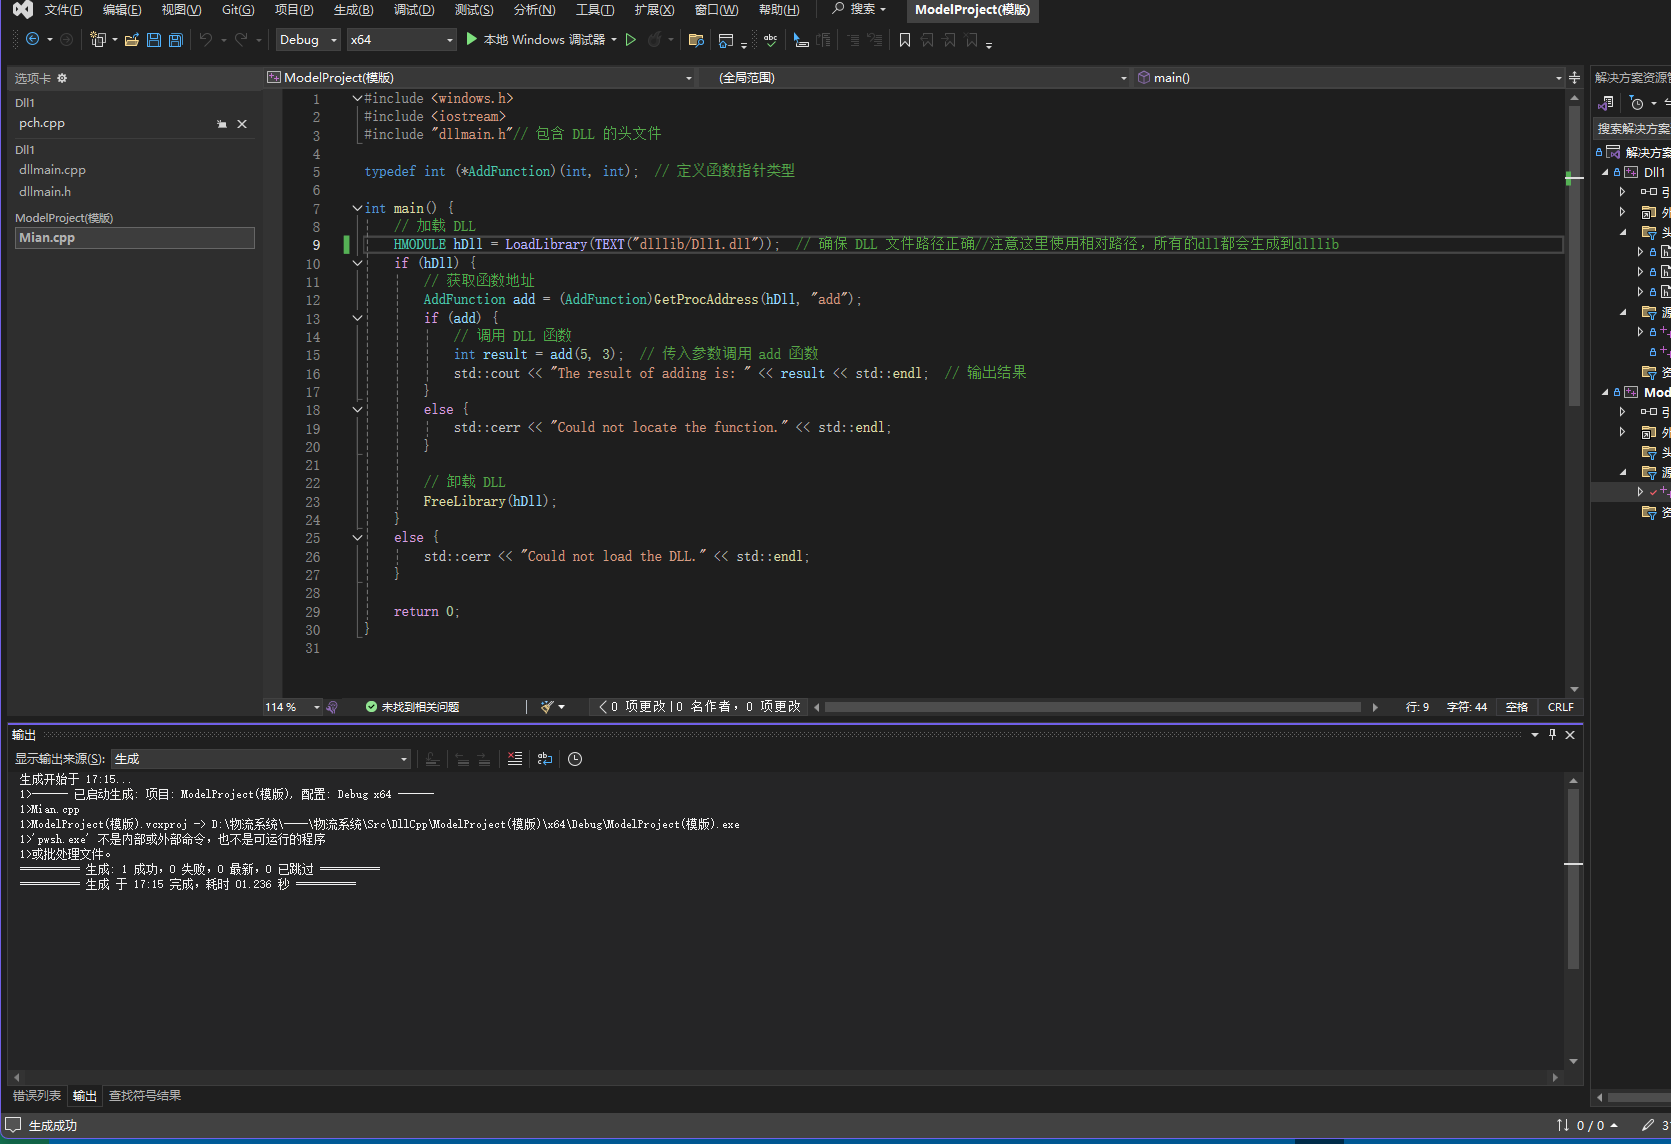 文件(F) 编辑(E) 视图(V) Git(G) 项目(P) 生成(B) 调试(D) 测试(S) 分析(N) 工具(T) 扩展(X) 窗口(W) 帮助(H) 搜索 ModelProject(模版)
Debug x64 本地 Windows 调试器
选项卡
Dll1
pch.cpp
Dll1
dllmain.cpp
dllmain.h
ModelProject(模版)
Mian.cpp
ModelProject(模版) (全局范围) main()
1 #include <windows.h>
2 #include <iostream>
3 #include "dllmain.h"// 包含 DLL 的头文件
4
5 typedef int (*AddFunction)(int, int);  // 定义函数指针类型
6
7 int main() {
8 // 加载 DLL
9 HMODULE hDll = LoadLibrary(TEXT("dlllib/Dll1.dll"));  // 确保 DLL 文件路径正确//注意这里使用相对路径，所有的dll都会生成到dlllib
10 if (hDll) {
11 // 获取函数地址
12 AddFunction add = (AddFunction)GetProcAddress(hDll, "add");
13 if (add) {
14 // 调用 DLL 函数
15 int result = add(5, 3);  // 传入参数调用 add 函数
16 std::cout << "The result of adding is: " << result << std::endl;  // 输出结果
17 }
18 else {
19 std::cerr << "Could not locate the function." << std::endl;
20 }
21
22 // 卸载 DLL
23 FreeLibrary(hDll);
24 }
25 else {
26 std::cerr << "Could not load the DLL." << std::endl;
27 }
28
29 return 0;
30 }
31
114 % 未找到相关问题 0 项更改|0 名作者，0 项更改 行: 9 字符: 44 空格 CRLF
解决方案资源管
搜索解决方案
解决方案
Dll1
引
外
头
源
资
Mod
引
外
头
源
资
输出
显示输出来源(S): 生成
生成开始于 17:15...
1>------ 已启动生成: 项目: ModelProject(模版), 配置: Debug x64 ------
1>Mian.cpp
1>ModelProject(模版).vcxproj -> D:\物流系统\一一\物流系统\Src\DllCpp\ModelProject(模版)\x64\Debug\ModelProject(模版).exe
1>'pwsh.exe' 不是内部或外部命令，也不是可运行的程序
1>或批处理文件。
========== 生成: 1 成功，0 失败，0 最新，0 已跳过 ==========
========== 生成 于 17:15 完成，耗时 01.236 秒 ==========
错误列表 输出 查找符号结果
生成成功 0 / 0